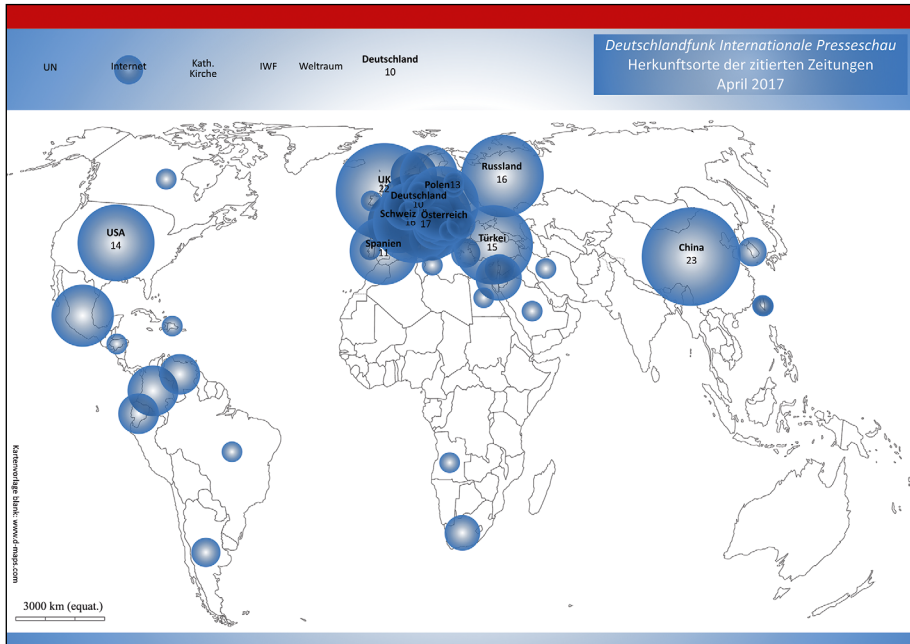 UN
Internet
Kath.
Kirche
IWF
Weltraum
Deutschland
10
Deutschlandfunk Internationale Presseschau
Herkunftsorte der zitierten Zeitungen
April 2017
Russland
16
UK
Polen13
Deutschland
10
Schweiz
Österreich
17
Spanien
11
Türkei
15
USA
14
China
23
Kartenvorlage blank: www.d-maps.com
3000 km (equat.)